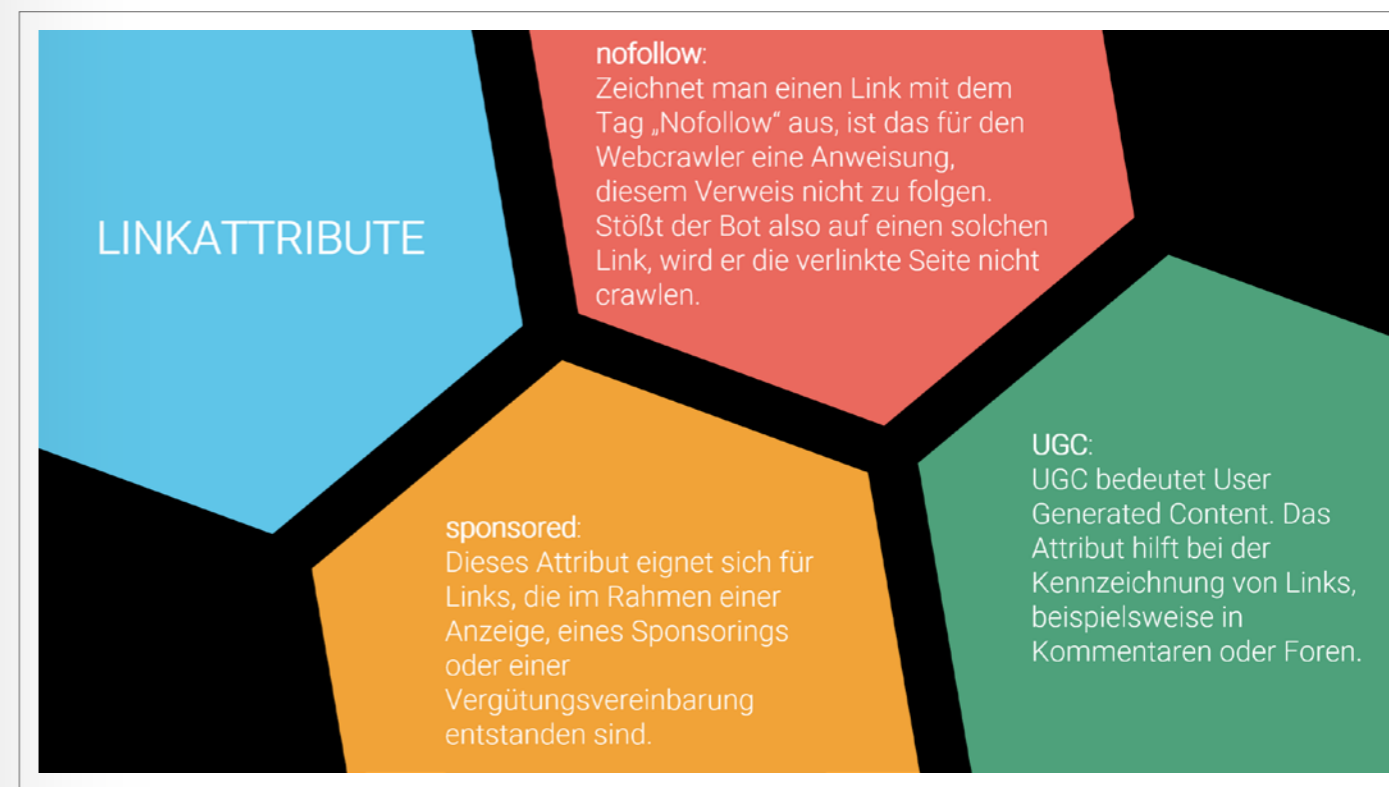 LINKATTRIBUTE
nofollow:
Zeichnet man einen Link mit dem
Tag „Nofollow“ aus, ist das für den
Webcrawler eine Anweisung,
diesem Verweis nicht zu folgen.
Stößt der Bot also auf einen solchen
Link, wird er die verlinkte Seite nicht
crawlen.
sponsored:
Dieses Attribut eignet sich für
Links, die im Rahmen einer
Anzeige, eines Sponsorings
oder einer
Vergütungsvereinbarung
entstanden sind.
UGC:
UGC bedeutet User
Generated Content. Das
Attribut hilft bei der
Kennzeichnung von Links,
beispielsweise in
Kommentaren oder Foren.